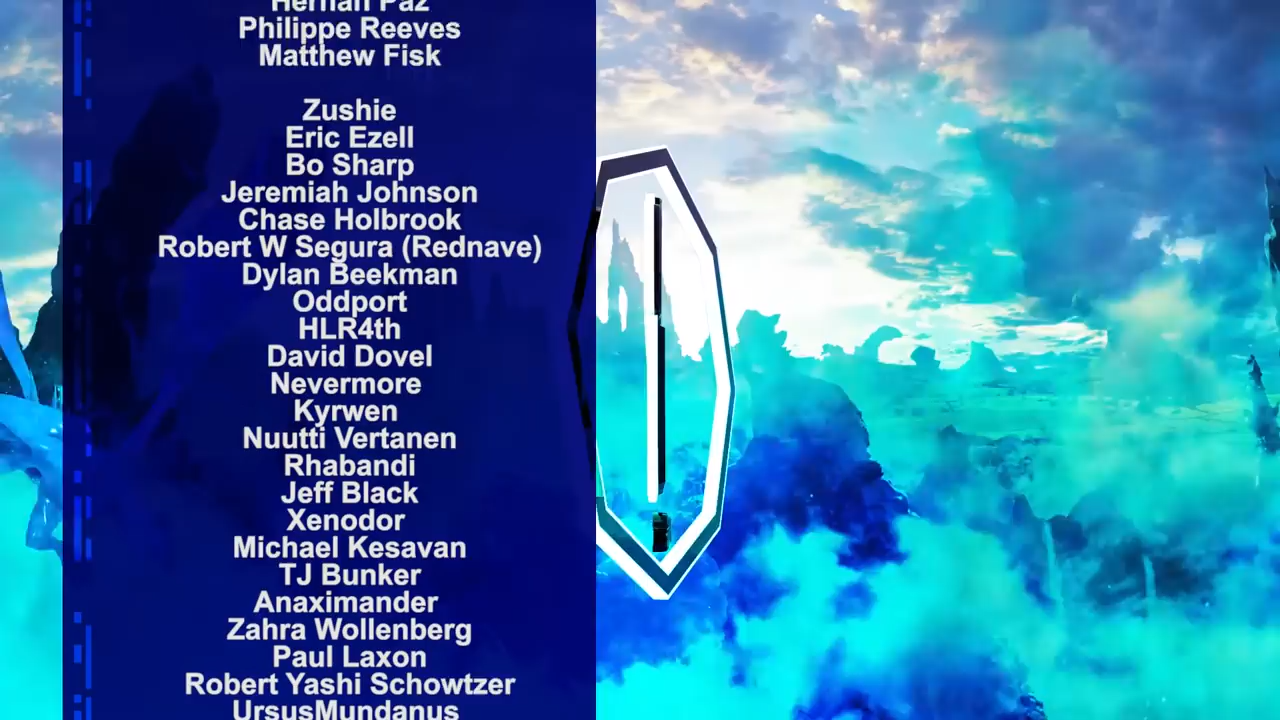 Hernan Paz
Philippe Reeves
Matthew Fisk
Zushie
Eric Ezell
Bo Sharp
Jeremiah Johnson
Chase Holbrook
Robert W Segura (Rednave)
Dylan Beekman
Oddport
HLR4th
David Dovel
Nevermore
Kyrwen
Nuutti Vertanen
Rhabandi
Jeff Black
Xenodor
Michael Kesavan
TJ Bunker
Anaximander
Zahra Wollenberg
Paul Laxon
Robert Yashi Schowtzer
UrsusMundanus